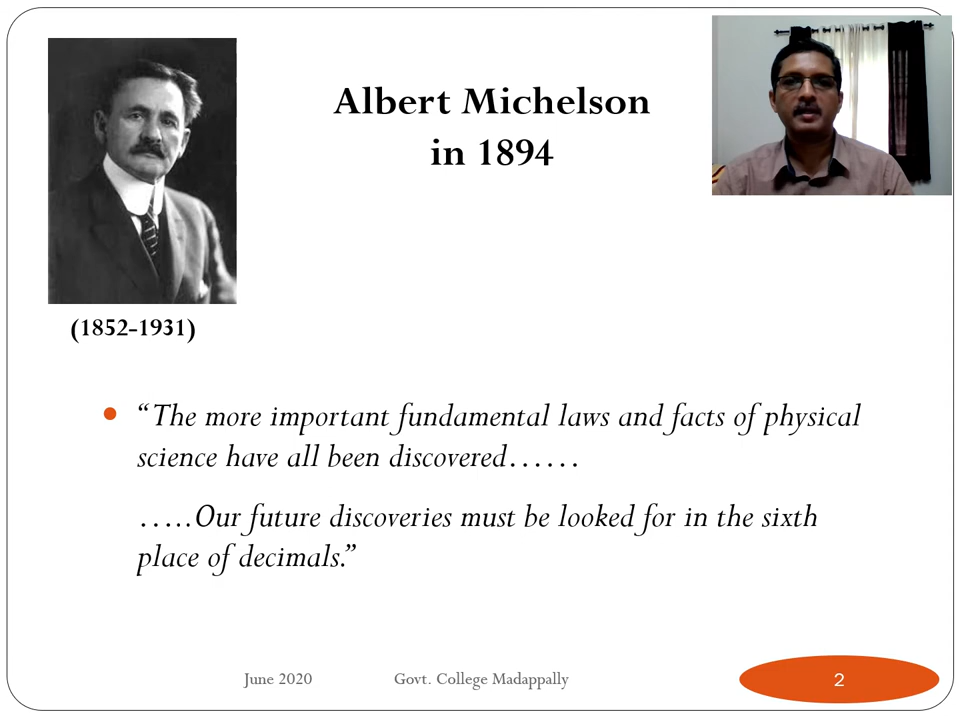 Albert Michelson
in 1894
(1852-1931)
“The more important fundamental laws and facts of physical
science have all been discovered……
…..Our future discoveries must be looked for in the sixth
place of decimals.”
June 2020 Govt. College Madappally 2